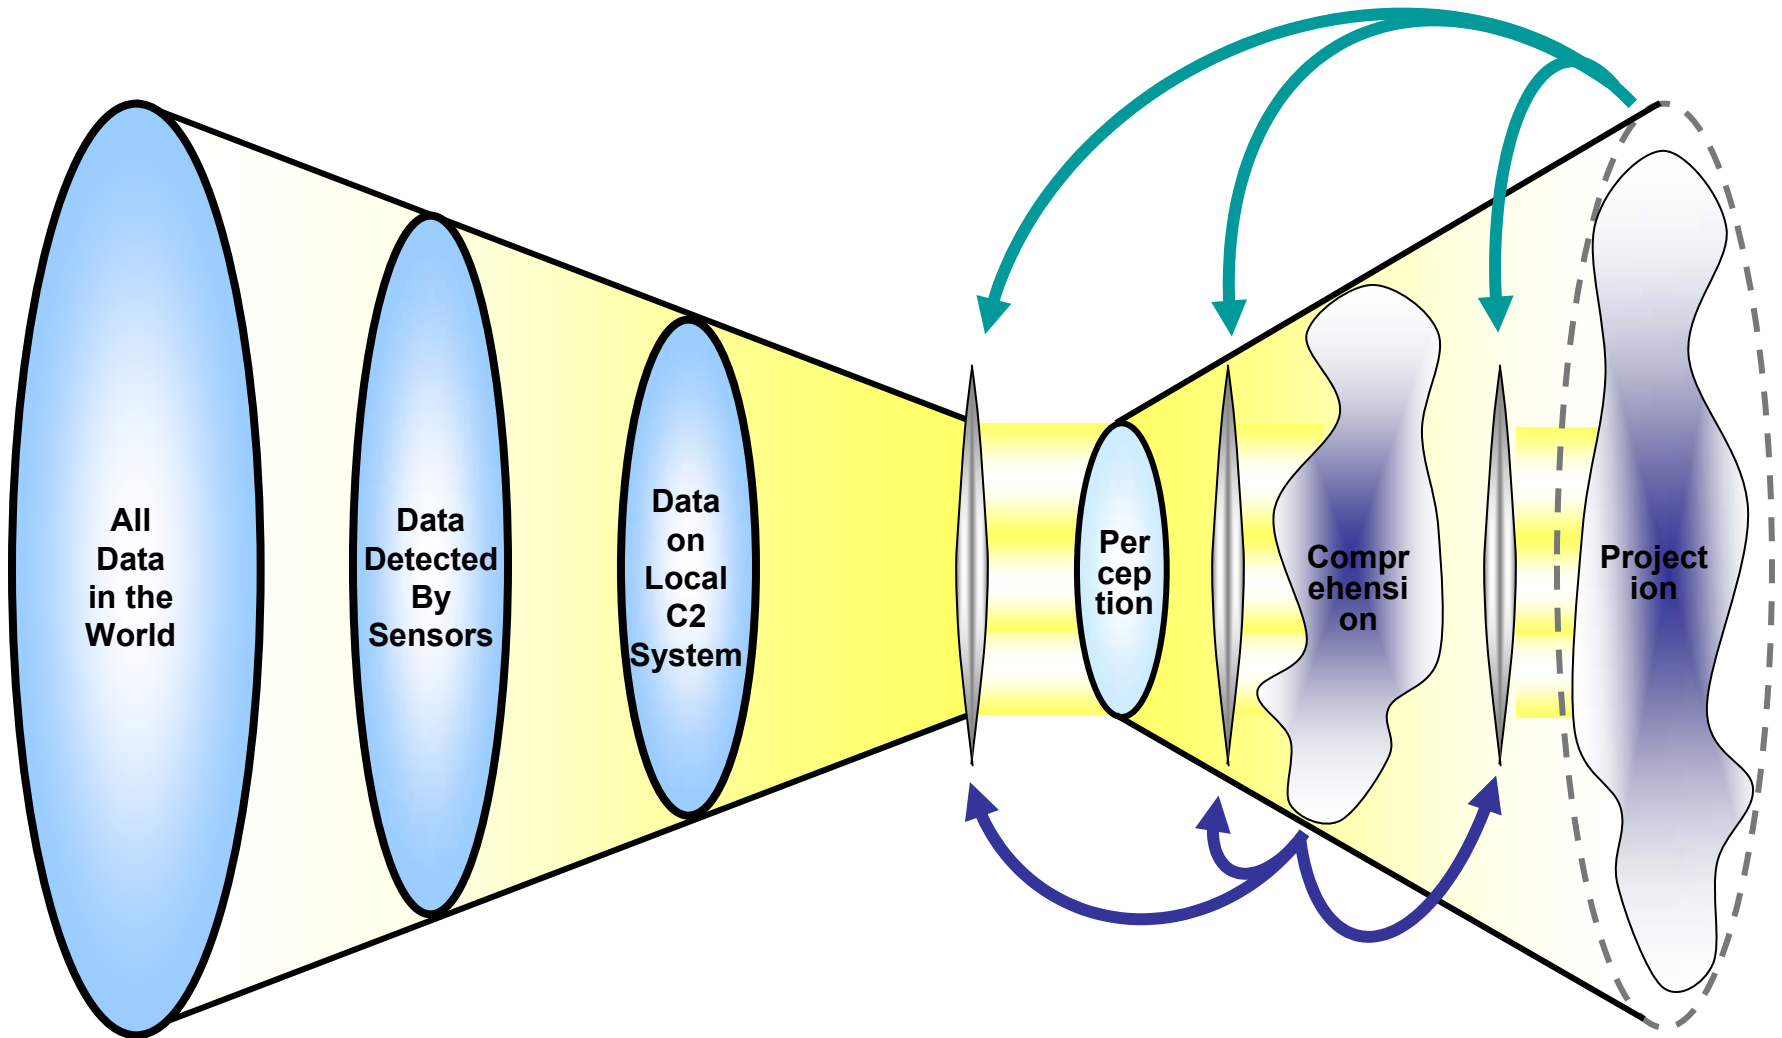 All
Data
in the
World
Data
Detected
By
Sensors
Data
on
Local
C2
System
Per
cep
tion
Compr
ehensi
on
Project
ion